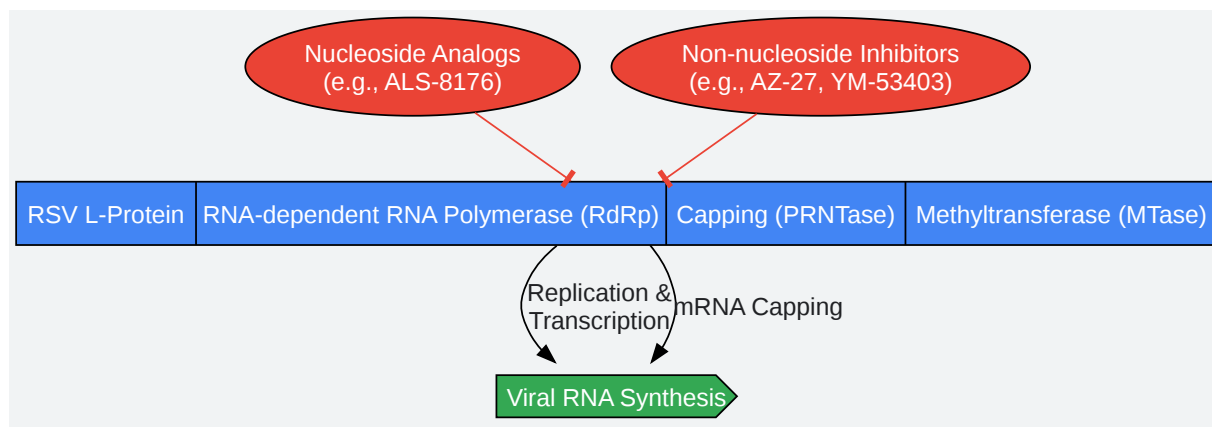 Nucleoside Analogs
(e.g., ALS-8176)
Non-nucleoside Inhibitors
(e.g., AZ-27, YM-53403)
RSV L-Protein
RNA-dependent RNA Polymerase (RdRp)
Capping (PRNTase)
Methyltransferase (MTase)
Replication &
Transcription
mRNA Capping
Viral RNA Synthesis